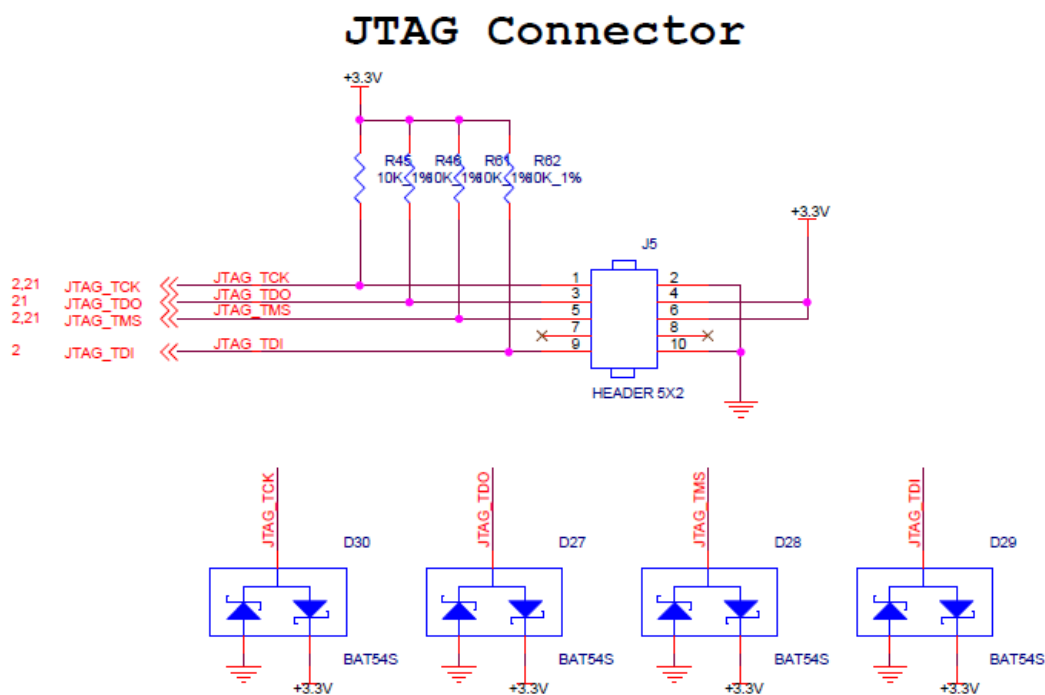 JTAG Connector
+3.3V
R45 R46 R61 R62
10K_1% 10K_1% 10K_1% 10K_1%
+3.3V
J5
2,21 JTAG_TCK JTAG_TCK 1 2
21 JTAG_TDO JTAG_TDO 3 4
2,21 JTAG_TMS JTAG_TMS 5 6
7 8
2 JTAG_TDI JTAG_TDI 9 10
HEADER 5X2
JTAG_TCK
D30
BAT54S
+3.3V
JTAG_TDO
D27
BAT54S
+3.3V
JTAG_TMS
D28
BAT54S
+3.3V
JTAG_TDI
D29
BAT54S
+3.3V